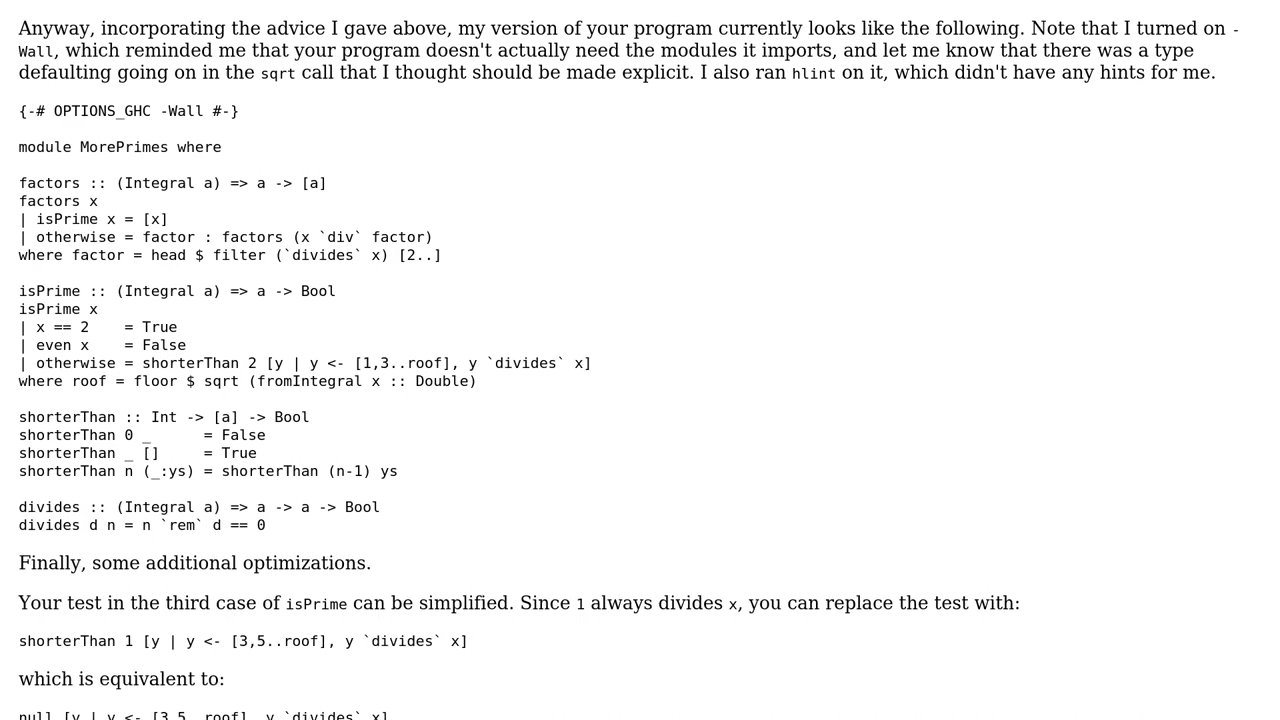 Anyway, incorporating the advice I gave above, my version of your program currently looks like the following. Note that I turned on -
Wall, which reminded me that your program doesn't actually need the modules it imports, and let me know that there was a type
defaulting going on in the sqrt call that I thought should be made explicit. I also ran hlint on it, which didn't have any hints for me.
{-# OPTIONS_GHC -Wall #-}
module MorePrimes where
factors :: (Integral a) => a -> [a]
factors x
| isPrime x = [x]
| otherwise = factor : factors (x `div` factor)
where factor = head $ filter (`divides` x) [2..]
isPrime :: (Integral a) => a -> Bool
isPrime x
| x == 2    = True
| even x    = False
| otherwise = shorterThan 2 [y | y <- [1,3..roof], y `divides` x]
where roof = floor $ sqrt (fromIntegral x :: Double)
shorterThan :: Int -> [a] -> Bool
shorterThan 0 _      = False
shorterThan _ []     = True
shorterThan n (_:ys) = shorterThan (n-1) ys
divides :: (Integral a) => a -> a -> Bool
divides d n = n `rem` d == 0
Finally, some additional optimizations.
Your test in the third case of isPrime can be simplified. Since 1 always divides x, you can replace the test with:
shorterThan 1 [y | y <- [3,5..roof], y `divides` x]
which is equivalent to:
null [y | y <- [3,5..roof], y `divides` x]